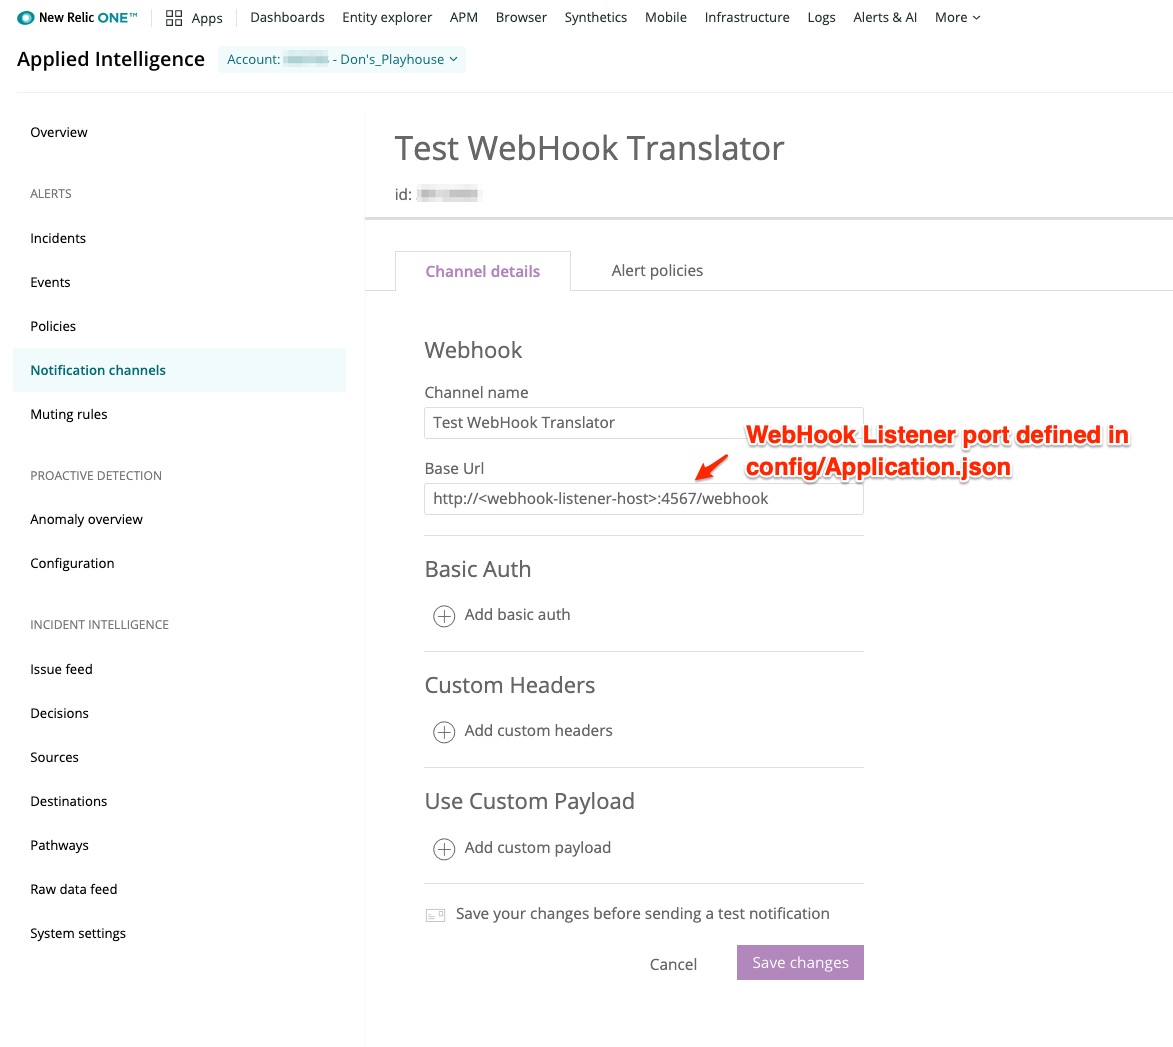 New Relic ONE™ Apps Dashboards Entity explorer APM Browser Synthetics Mobile Infrastructure Logs Alerts & AI More
Applied Intelligence Account: - Don's_Playhouse
Overview
ALERTS
Incidents
Events
Policies
Notification channels
Muting rules
PROACTIVE DETECTION
Anomaly overview
Configuration
INCIDENT INTELLIGENCE
Issue feed
Decisions
Sources
Destinations
Pathways
Raw data feed
System settings
Test WebHook Translator
id:
Channel details Alert policies
Webhook
Channel name
Test WebHook Translator
WebHook Listener port defined in
config/Application.json
Base Url
http://<webhook-listener-host>:4567/webhook
Basic Auth
Add basic auth
Custom Headers
Add custom headers
Use Custom Payload
Add custom payload
Save your changes before sending a test notification
Cancel Save changes